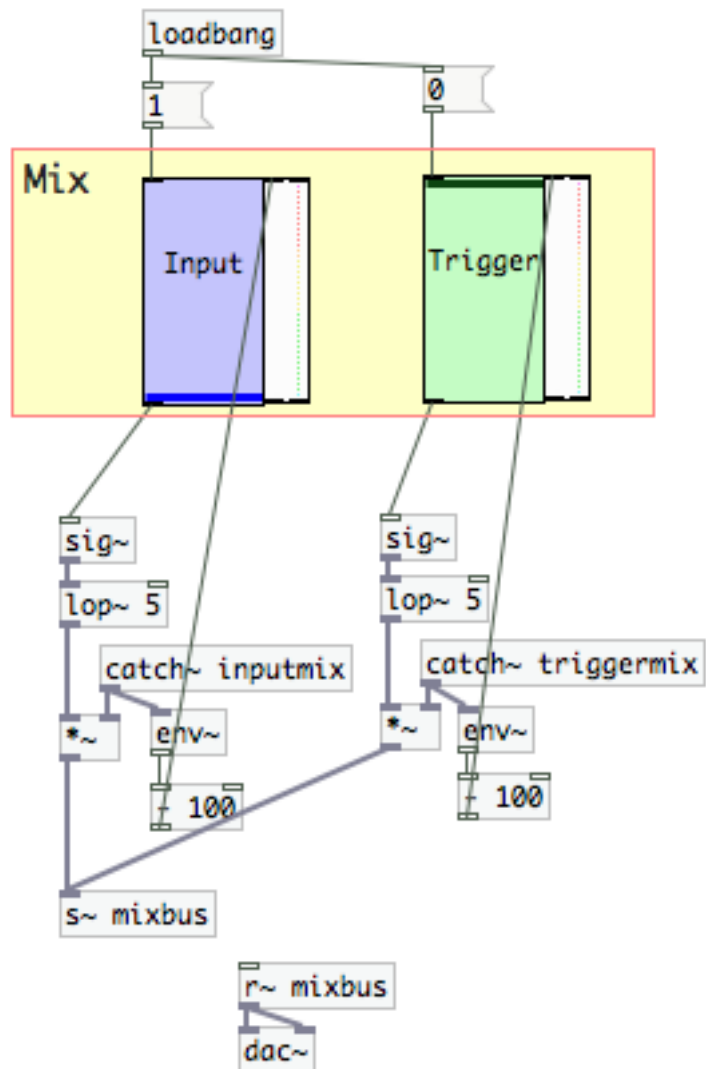 loadbang
1
0
Mix
Input
Trigger
sig~
sig~
lop~ 5
lop~ 5
catch~ inputmix
catch~ triggermix
*~
env~
*~
env~
- 100
- 100
s~ mixbus
r~ mixbus
dac~